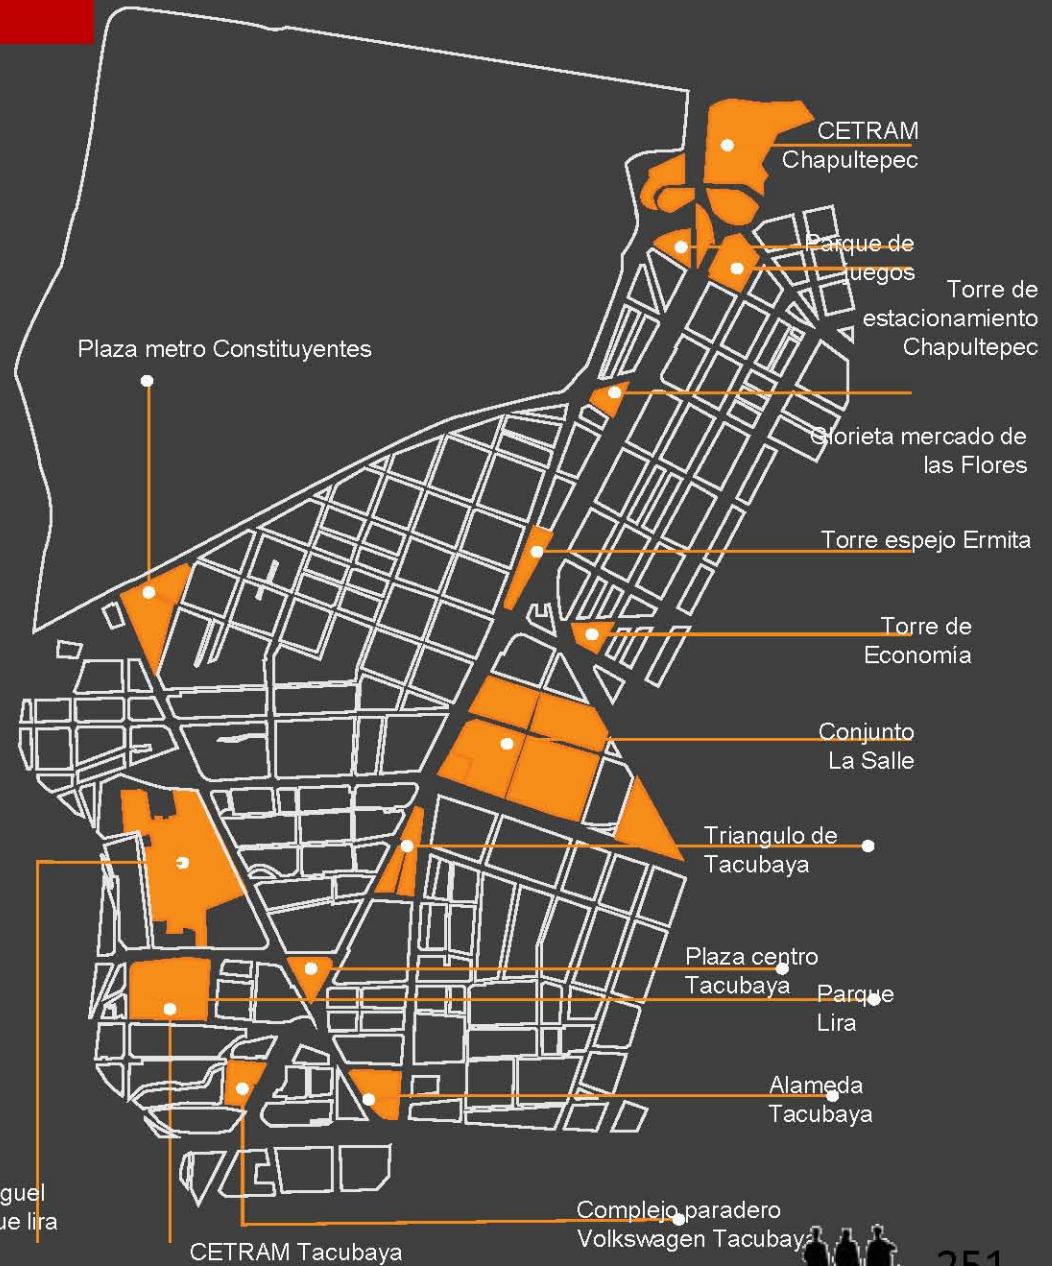 CETRAM
Chapultepec
Parque de
juegos
Torre de
estacionamiento
Chapultepec
Plaza metro Constituyentes
Glorieta mercado de
las Flores
Torre espejo Ermita
Torre de
Economía
Conjunto
La Salle
Triangulo de
Tacubaya
Plaza centro
Tacubaya
Parque
Lira
Alameda
Tacubaya
guel
ue lira
Complejo paradero
Volkswagen Tacubaya
CETRAM Tacubaya
251